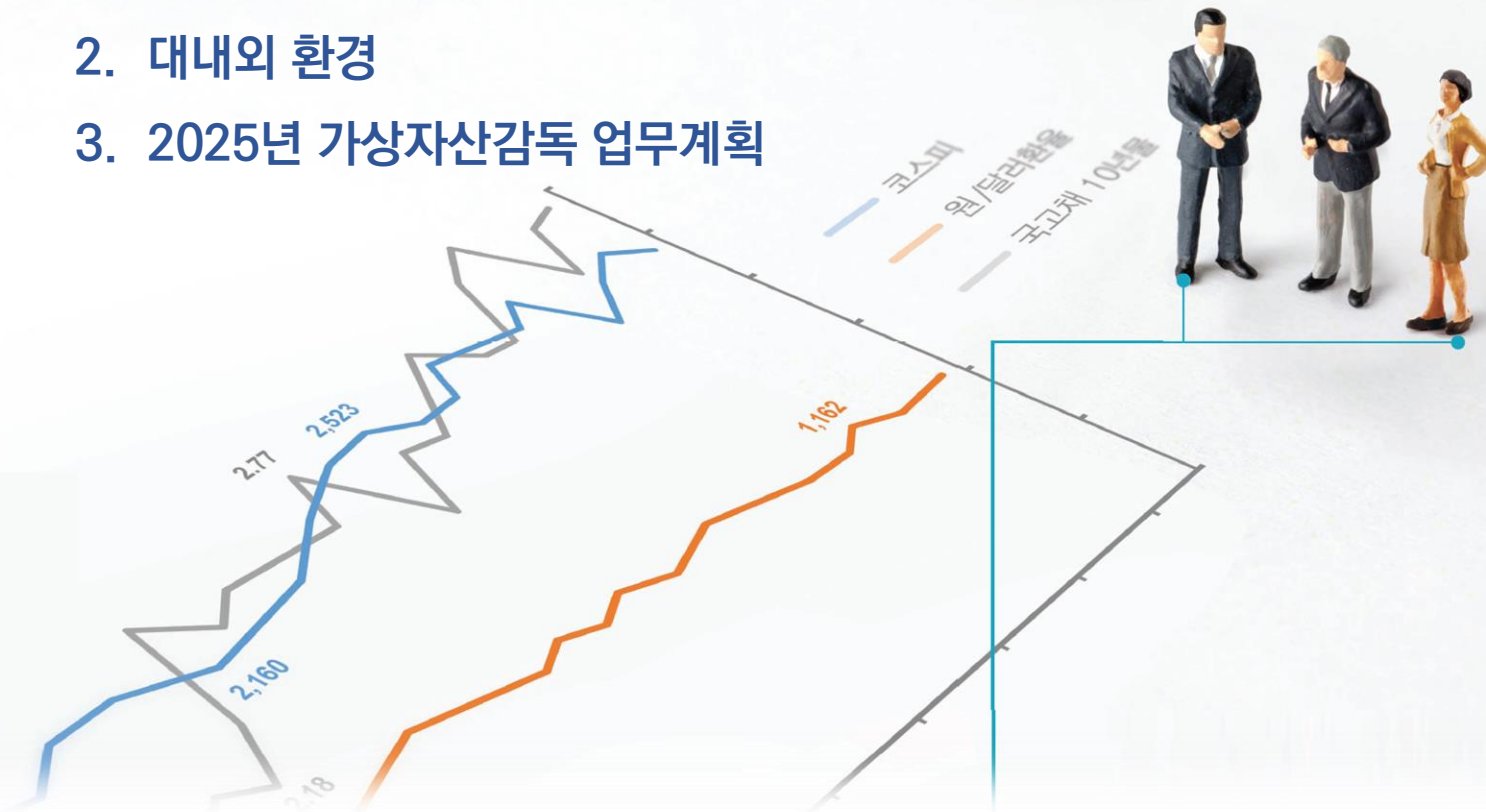 2. 대내외 환경
3. 2025년 가상자산감독 업무계획
코스피
원/달러환율
국고채 10년물
2,523
2.77
1,162
2,160
2.18